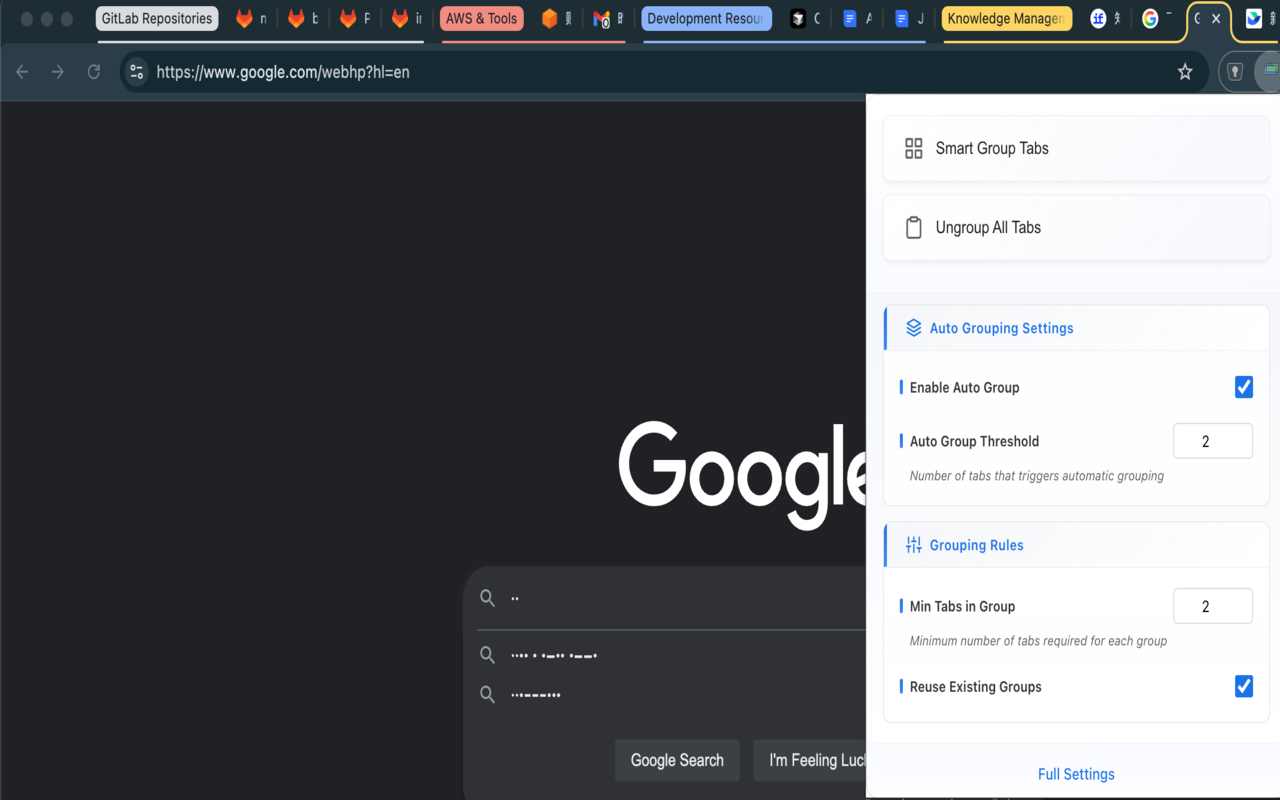 GitLab Repositories
AWS & Tools
Development Resour
Knowledge Managem
https://www.google.com/webhp?hl=en
Smart Group Tabs
Ungroup All Tabs
Auto Grouping Settings
Enable Auto Group
Auto Group Threshold
2
Number of tabs that triggers automatic grouping
Grouping Rules
Min Tabs in Group
2
Minimum number of tabs required for each group
Reuse Existing Groups
Full Settings
Google
··
···· · ·−·· ·−−·
···−−−···
Google Search
I'm Feeling Luck